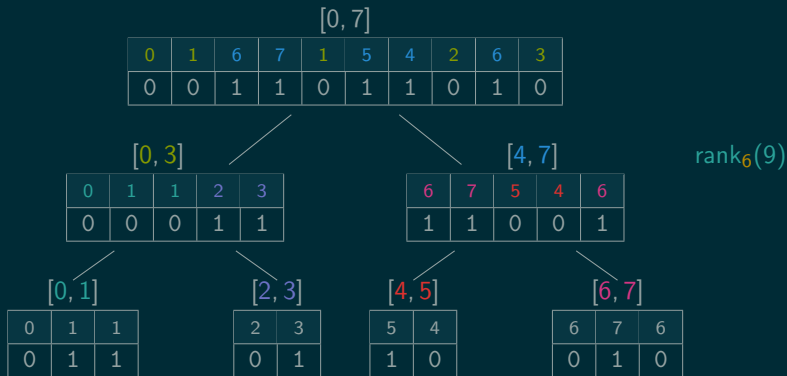 [0, 7]
0 1 6 7 1 5 4 2 6 3
0 0 1 1 0 1 1 0 1 0
[0, 3] [4, 7] rank₆(9)
0 1 1 2 3 6 7 5 4 6
0 0 0 1 1 1 1 0 0 1
[0, 1] [2, 3] [4, 5] [6, 7]
0 1 1 2 3 5 4 6 7 6
0 1 1 0 1 1 0 0 1 0